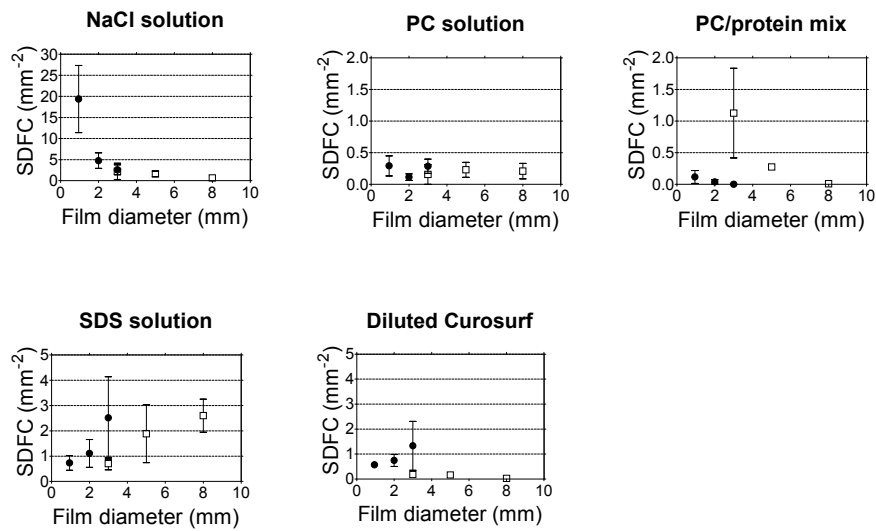 NaCl solution
SDFC (mm-2)
30
25
20
15
10
5
0
0 2 4 6 8 10
Film diameter (mm)
PC solution
SDFC (mm-2)
2.0
1.5
1.0
0.5
0.0
0 2 4 6 8 10
Film diameter (mm)
PC/protein mix
SDFC (mm-2)
2.0
1.5
1.0
0.5
0.0
0 2 4 6 8 10
Film diameter (mm)
SDS solution
SDFC (mm-2)
5
4
3
2
1
0
0 2 4 6 8 10
Film diameter (mm)
Diluted Curosurf
SDFC (mm-2)
5
4
3
2
1
0
0 2 4 6 8 10
Film diameter (mm)